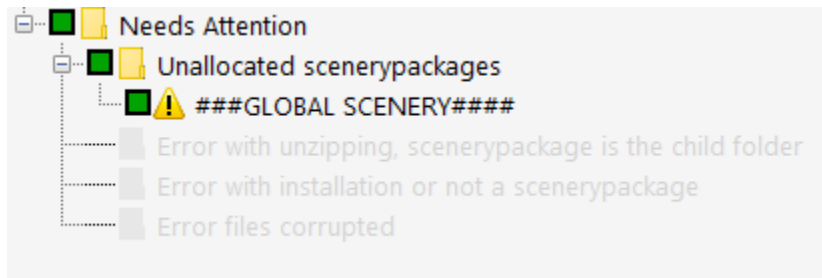 Needs Attention
Unallocated scenerypackages
###GLOBAL SCENERY####
Error with unzipping, scenerypackage is the child folder
Error with installation or not a scenerypackage
Error files corrupted